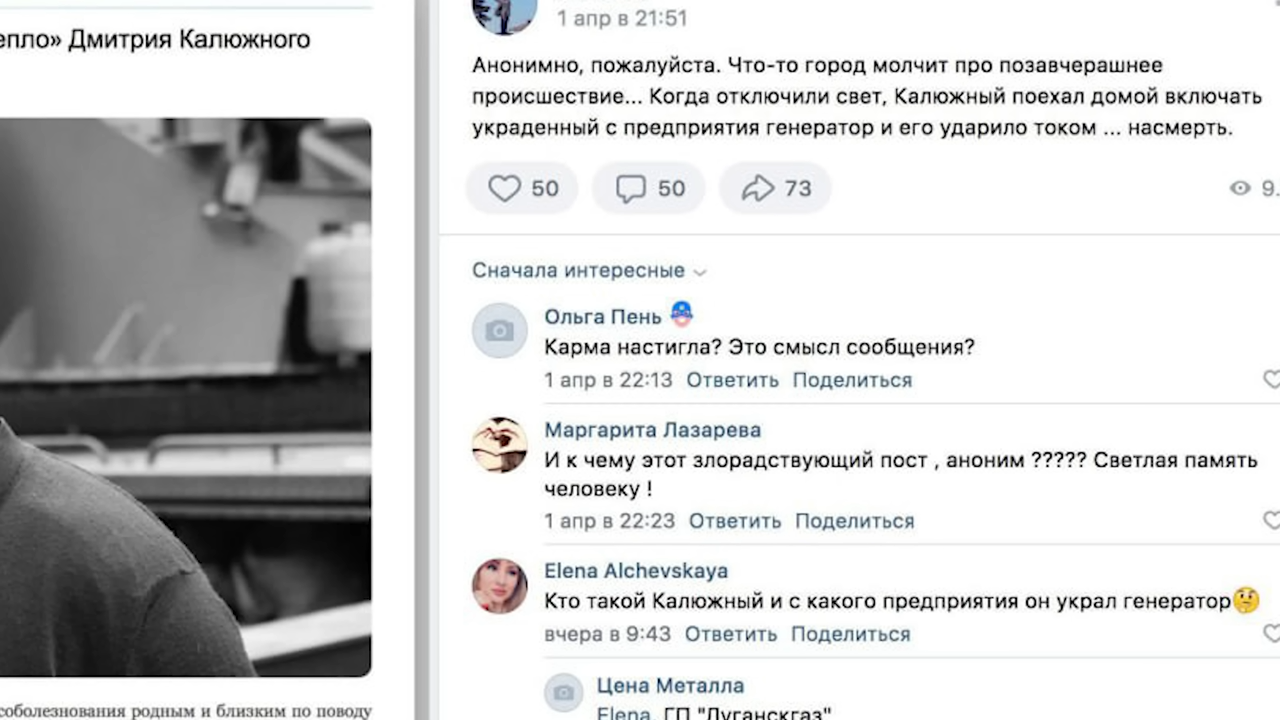 епло» Дмитрия Калюжного
соболезнования родным и близким по поводу
1 апр в 21:51
Анонимно, пожалуйста. Что-то город молчит про позавчерашнее
происшествие... Когда отключили свет, Калюжный поехал домой включать
украденный с предприятия генератор и его ударило током ... насмерть.
50 50 73 9.
Сначала интересные
Ольга Пень
Карма настигла? Это смысл сообщения?
1 апр в 22:13 Ответить Поделиться
Маргарита Лазарева
И к чему этот злорадствующий пост , аноним ????? Светлая память
человеку !
1 апр в 22:23 Ответить Поделиться
Elena Alchevskaya
Кто такой Калюжный и с какого предприятия он украл генератор🤔
вчера в 9:43 Ответить Поделиться
Цена Металла
Elena, ГП "Луганскгаз"